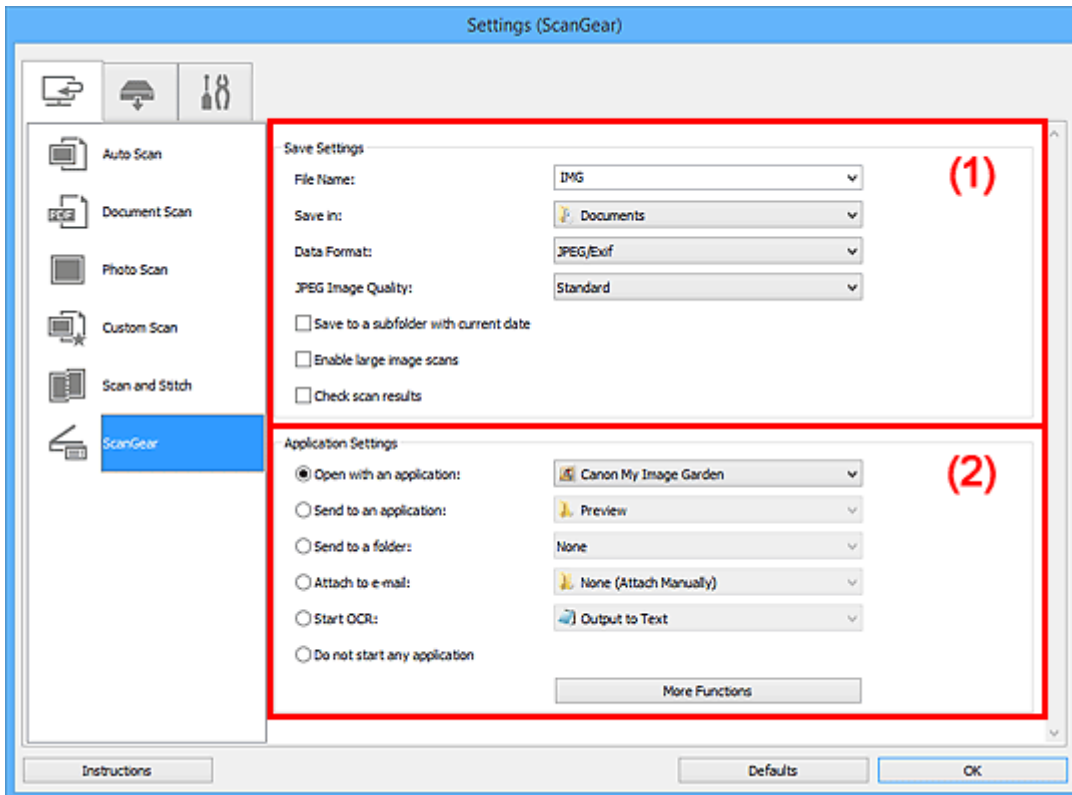 Settings (ScanGear)
Auto Scan
Document Scan
Photo Scan
Custom Scan
Scan and Stitch
ScanGear
Save Settings
(1)
File Name: IMG
Save in: Documents
Data Format: JPEG/Exif
JPEG Image Quality: Standard
Save to a subfolder with current date
Enable large image scans
Check scan results
Application Settings
(2)
Open with an application: Canon My Image Garden
Send to an application: Preview
Send to a folder: None
Attach to e-mail: None (Attach Manually)
Start OCR: Output to Text
Do not start any application
More Functions
Instructions Defaults OK